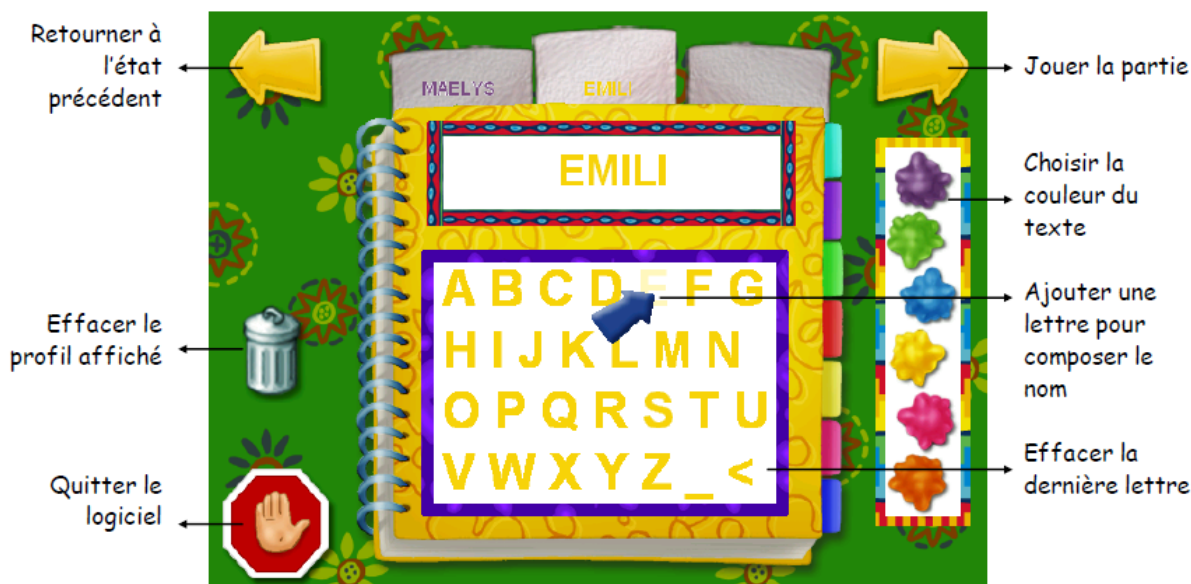 Retourner à
l'état
précédent
Effacer le
profil affiché
Quitter le
logiciel
MAELYS
EMILI
EMILI
A B C D E F G
H I J K L M N
O P Q R S T U
V W X Y Z _ <
Jouer la partie
Choisir la
couleur du
texte
Ajouter une
lettre pour
composer le
nom
Effacer la
dernière lettre